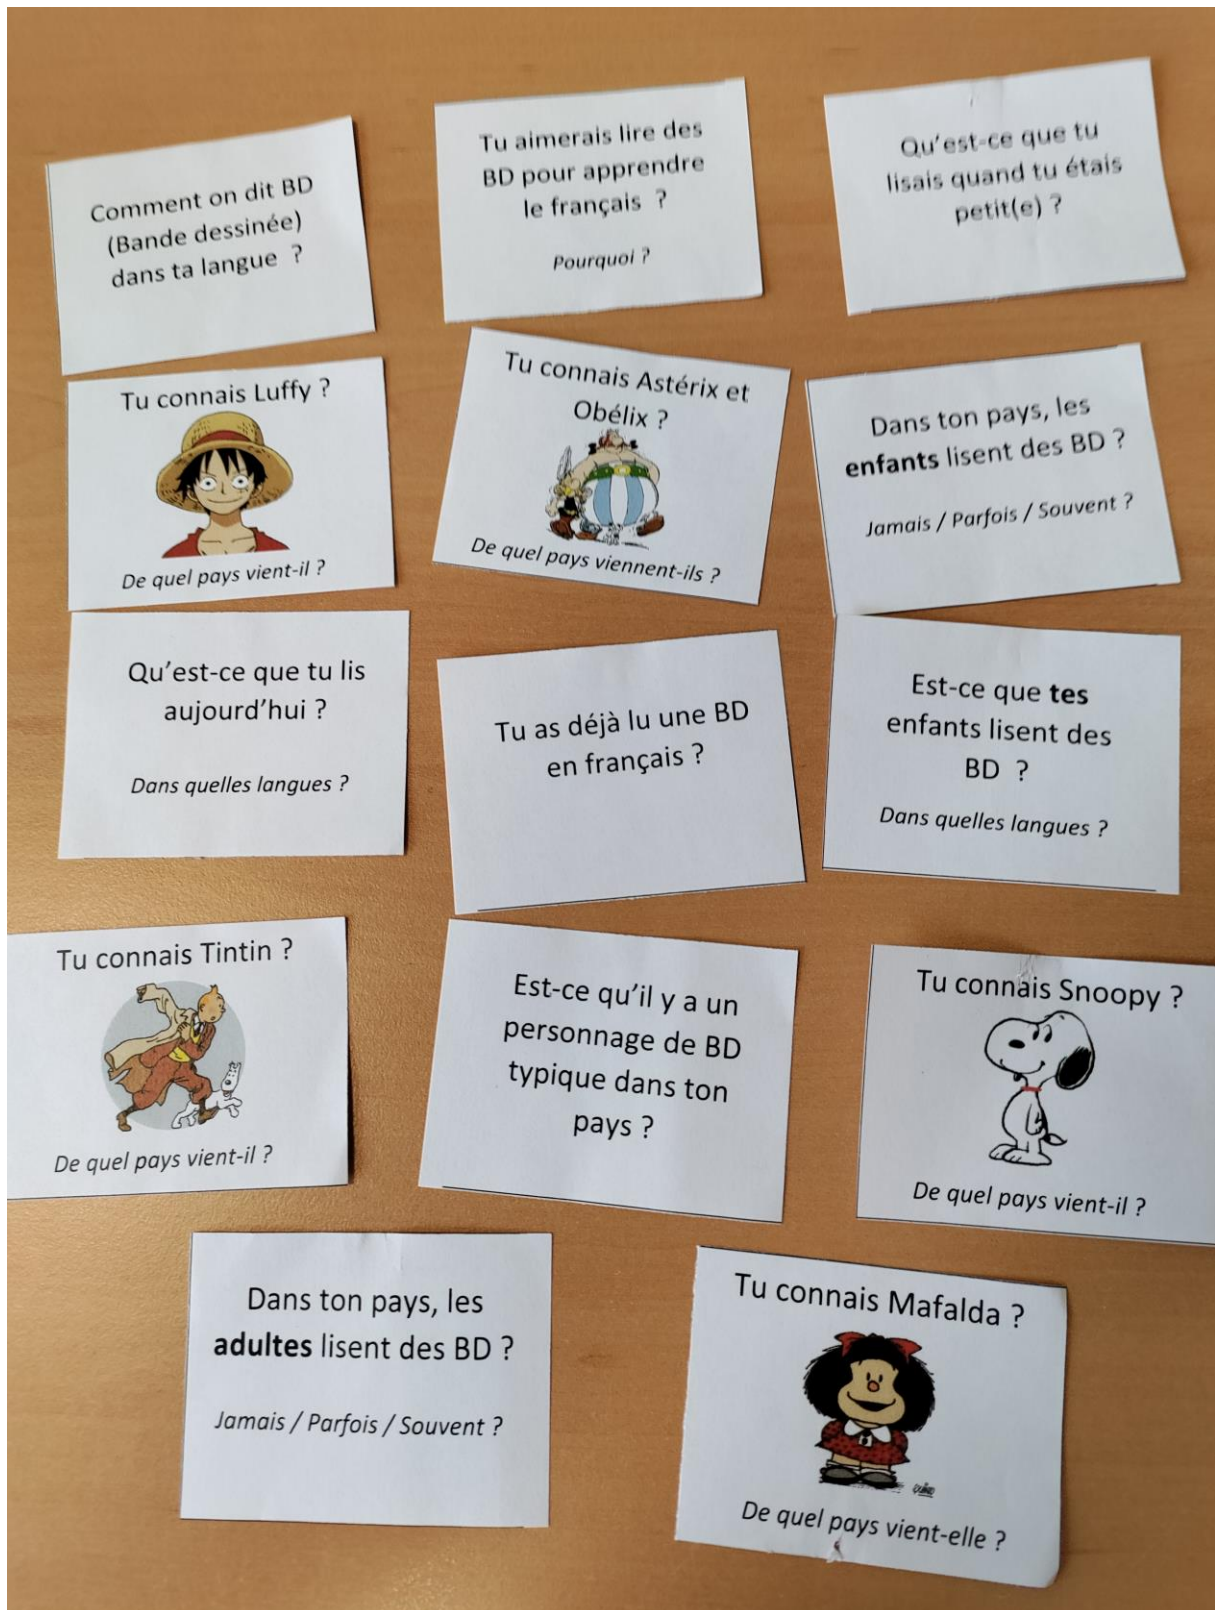 Comment on dit BD
(Bande dessinée)
dans ta langue ?
Tu aimerais lire des
BD pour apprendre
le français ?
Pourquoi ?
Qu'est-ce que tu
lisais quand tu étais
petit(e) ?
Tu connais Luffy ?
De quel pays vient-il ?
Tu connais Astérix et
Obélix ?
De quel pays viennent-ils ?
Dans ton pays, les
enfants lisent des BD ?
Jamais / Parfois / Souvent ?
Qu'est-ce que tu lis
aujourd'hui ?
Dans quelles langues ?
Tu as déjà lu une BD
en français ?
Est-ce que tes
enfants lisent des
BD ?
Dans quelles langues ?
Tu connais Tintin ?
De quel pays vient-il ?
Est-ce qu'il y a un
personnage de BD
typique dans ton
pays ?
Tu connais Snoopy ?
De quel pays vient-il ?
Dans ton pays, les
adultes lisent des BD ?
Jamais / Parfois / Souvent ?
Tu connais Mafalda ?
De quel pays vient-elle ?